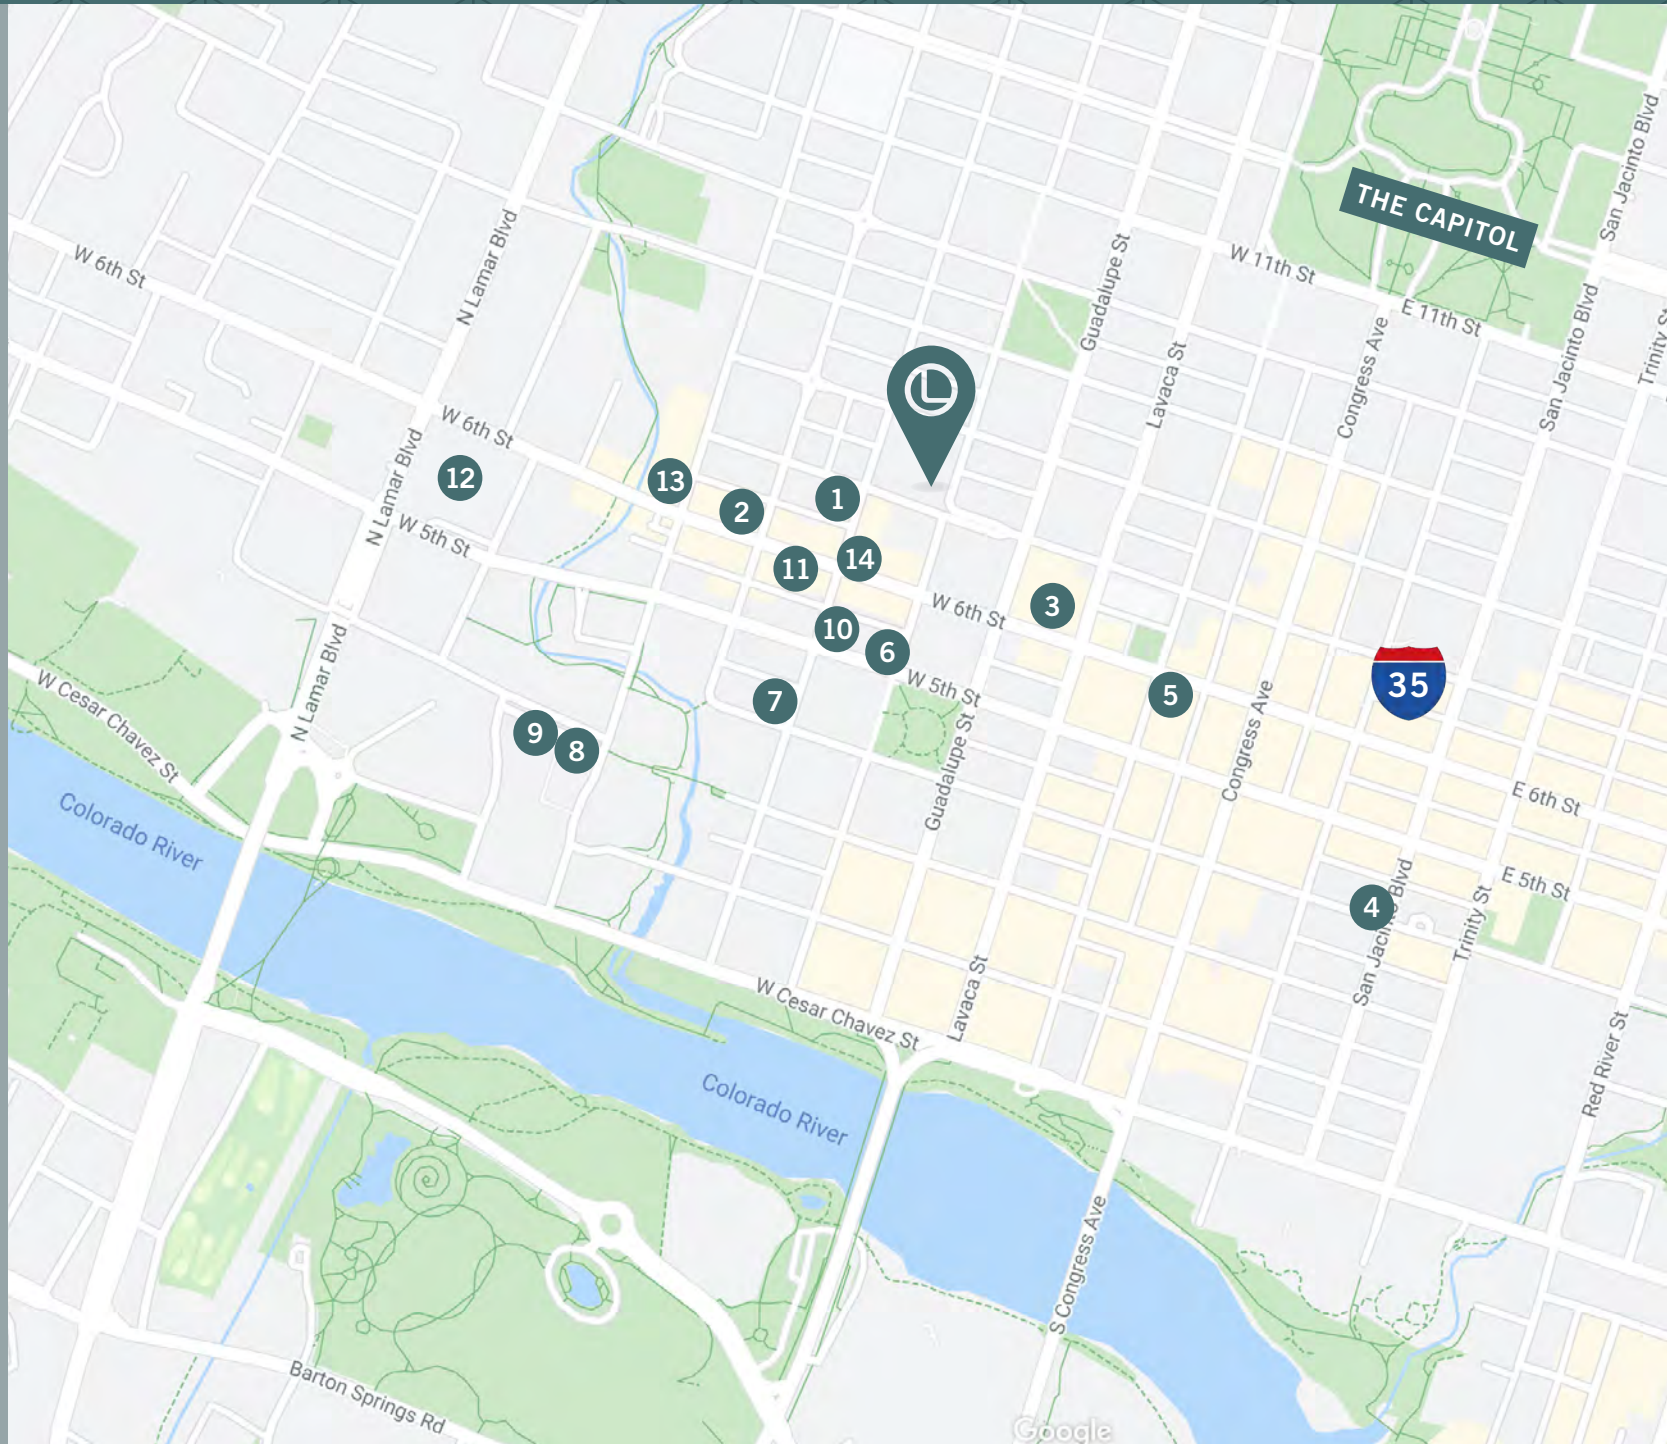 San Jacinto Blvd
THE CAPITOL
N Lamar Blvd
Guadalupe St
W 11th St
W 6th St
E 11th St
San Jacinto Blvd
Trinity St
Congress Ave
Lavaca St
L
W 6th St
N Lamar Blvd
12
13
1
2
W 5th St
14
11
W 6th St
3
10
6
35
W 5th St
7
5
N Lamar Blvd
W Cesar Chavez St
9
8
Congress Ave
Guadalupe St
E 6th St
Colorado River
E 5th St
4
San Jacinto Blvd
Trinity St
Lavaca St
W Cesar Chavez St
Red River St
Colorado River
S Congress Ave
Barton Springs Rd
Google